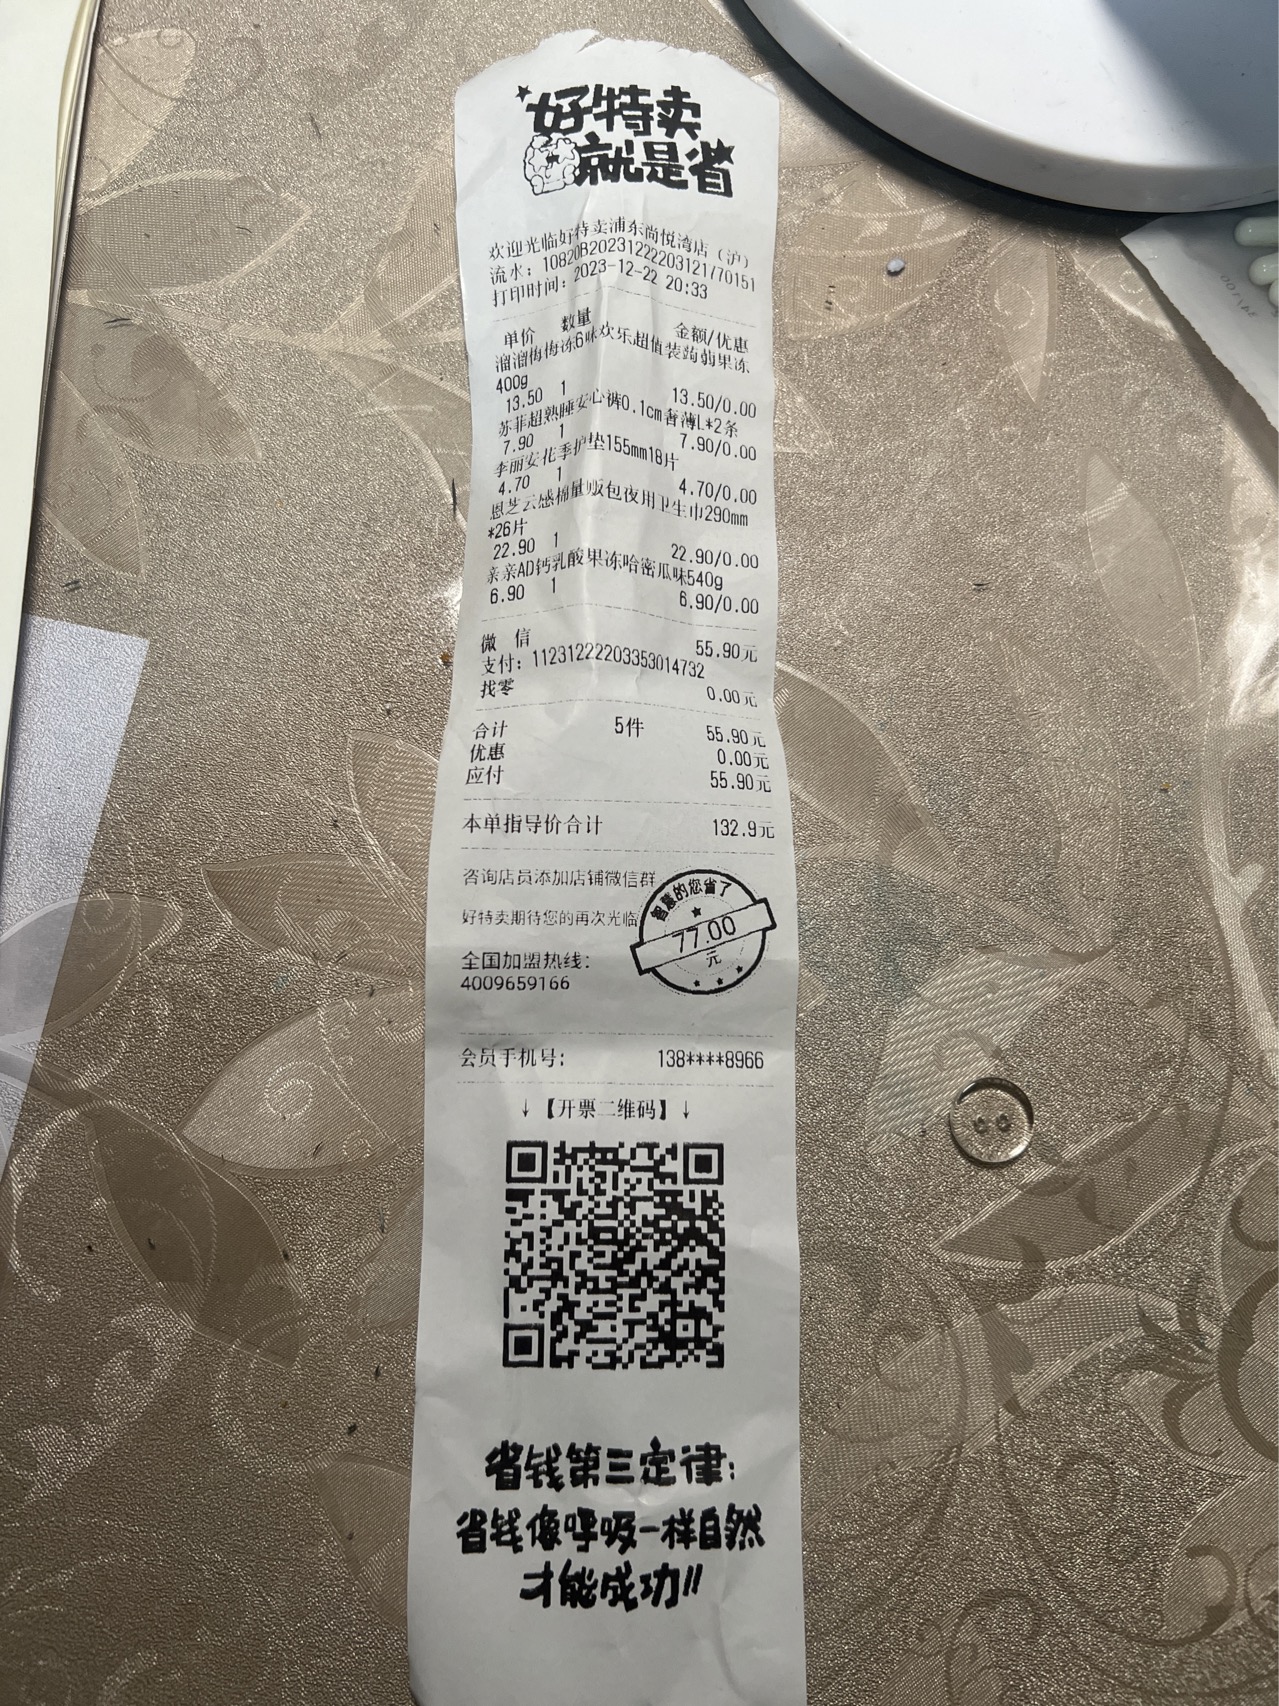 好特卖
就是省
欢迎光临好特卖浦东尚悦湾店（沪）
流水：10820B20231222203121770151
打印时间：2023-12-22 20:33
单价 数量 金额/优惠
溜溜梅梅冻6味欢乐超值装蒟蒻果冻
400g
13.50 1 13.50/0.00
苏菲超熟睡安心裤0.1cm奢薄L*2条
7.90 1 7.90/0.00
李丽安花季护垫155mm18片
4.70 1 4.70/0.00
恩芝云感棉量贩包夜用卫生巾290mm
*26片
22.90 1 22.90/0.00
亲亲AD钙乳酸果冻哈密瓜味540g
6.90 1 6.90/0.00
微 信 55.90元
支付：112312222033530​14732
找零 0.00元
合计 5件 55.90元
优惠 0.00元
应付 55.90元
本单指导价合计 132.9元
咨询店员添加店铺微信群
好特卖期待您的再次光临
全国加盟热线：
4009659166
智慧的您省了
77.00
元
会员手机号： 138****8966
↓【开票二维码】↓
省钱第三定律：
省钱像呼吸一样自然
才能成功!!